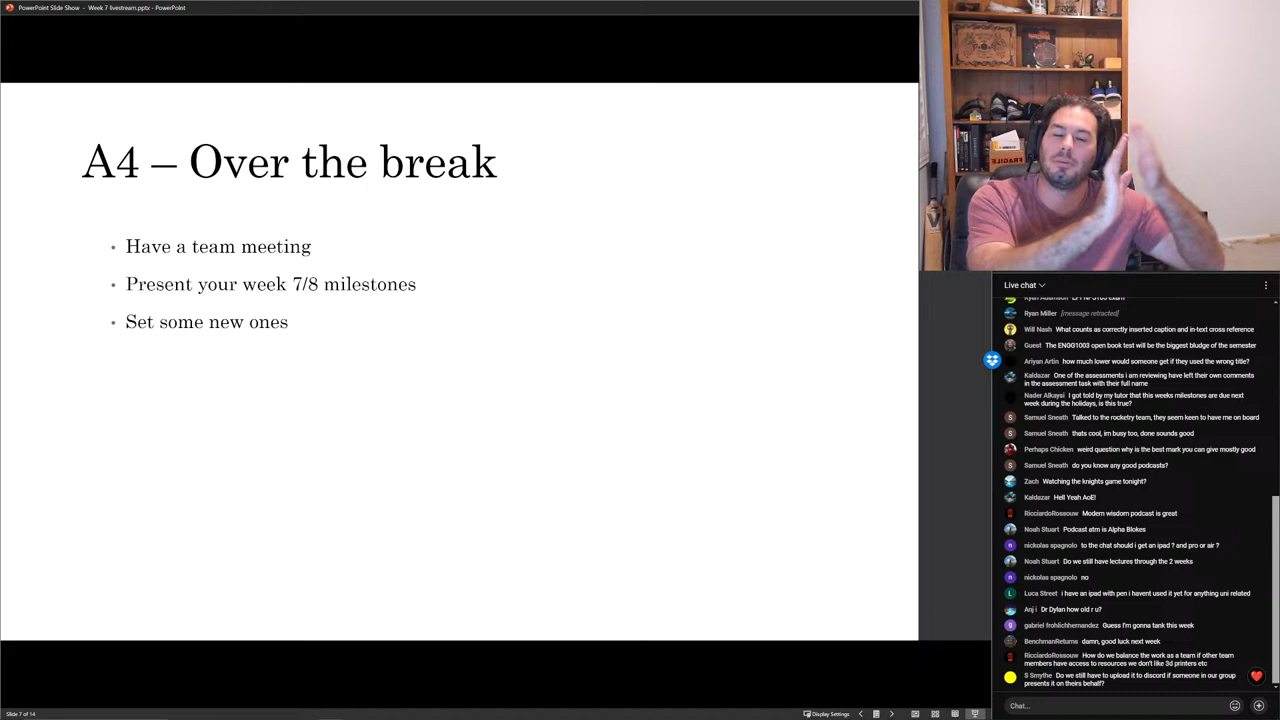 PowerPoint Slide Show - Week 7 livestream.pptx - PowerPoint
A4 – Over the break
• Have a team meeting
• Present your week 7/8 milestones
• Set some new ones
FRAGILE
Live chat
Ryan Miller [message retracted]
Will Nash What counts as correctly inserted caption and in-text cross reference
Guest The ENGG1003 open book test will be the biggest bludge of the semester
Ariyan Artin how much lower would someone get if they used the wrong title?
Kaldazar One of the assessments i am reviewing have left their own comments
in the assessment task with their full name
Nader Alkaysi I got told by my tutor that this weeks milestones are due next
week during the holidays, is this true?
S Samuel Sneath Talked to the rocketry team, they seem keen to have me on board
S Samuel Sneath thats cool, im busy too, done sounds good
Perhaps Chicken weird question why is the best mark you can give mostly good
S Samuel Sneath do you know any good podcasts?
Zach Watching the knights game tonight?
Kaldazar Hell Yeah AoE!
RicciardoRossouw Modern wisdom podcast is great
Noah Stuart Podcast atm is Alpha Blokes
n nickolas spagnolo to the chat should i get an ipad ? and pro or air ?
Noah Stuart Do we still have lectures through the 2 weeks
n nickolas spagnolo no
L Luca Street i have an ipad with pen i havent used it yet for anything uni related
Anj i Dr Dylan how old r u?
g gabriel frohlichhernandez Guess I'm gonna tank this week
BenchmanReturns damn, good luck next week
RicciardoRossouw How do we balance the work as a team if other team
members have access to resources we don't like 3d printers etc
S Smythe Do we still have to upload it to discord if someone in our group
presents it on theirs behalf?
Chat...
Slide 7 of 14
Display Settings